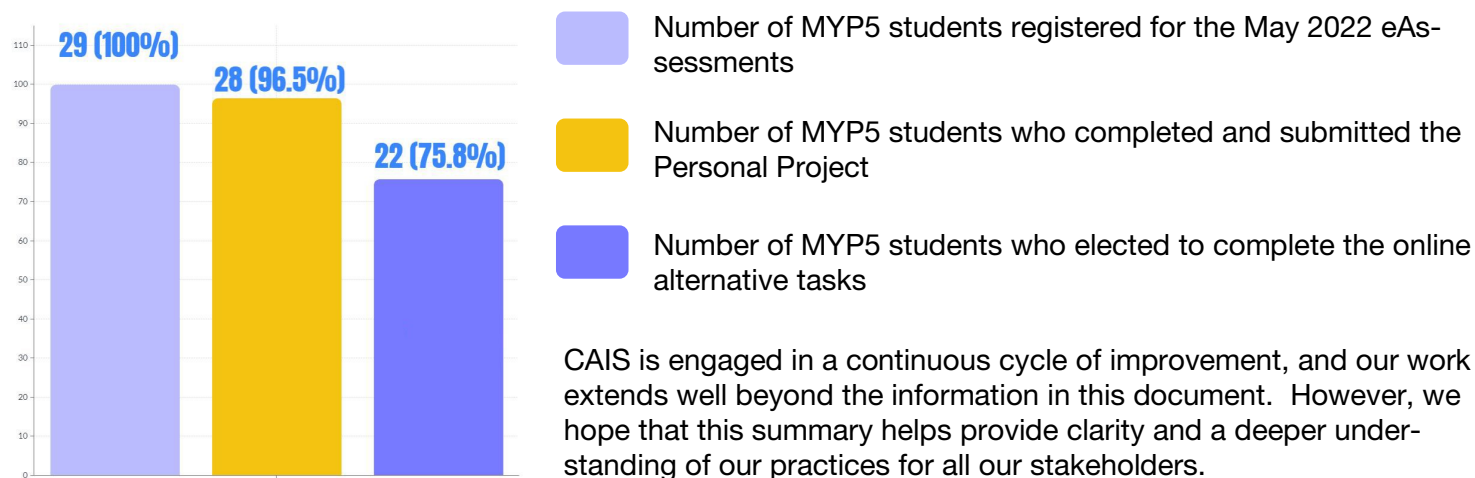 110
100
90
80
70
60
50
40
30
20
10
0
29 (100%)
28 (96.5%)
22 (75.8%)
Number of MYP5 students registered for the May 2022 eAs-
sessments
Number of MYP5 students who completed and submitted the
Personal Project
Number of MYP5 students who elected to complete the online
alternative tasks
CAIS is engaged in a continuous cycle of improvement, and our work
extends well beyond the information in this document.  However, we
hope that this summary helps provide clarity and a deeper under-
standing of our practices for all our stakeholders.